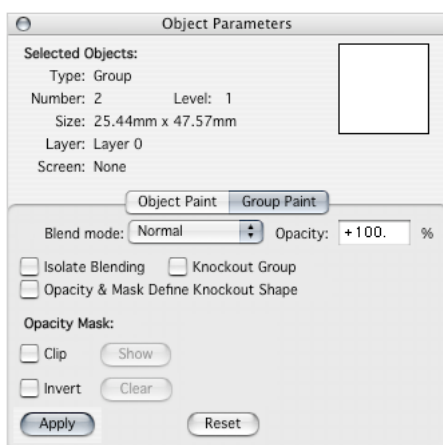 Object Parameters
Selected Objects:
Type: Group
Number: 2 Level: 1
Size: 25.44mm x 47.57mm
Layer: Layer 0
Screen: None
Object Paint Group Paint
Blend mode: Normal Opacity: +100. %
Isolate Blending Knockout Group
Opacity & Mask Define Knockout Shape
Opacity Mask:
Clip Show
Invert Clear
Apply Reset